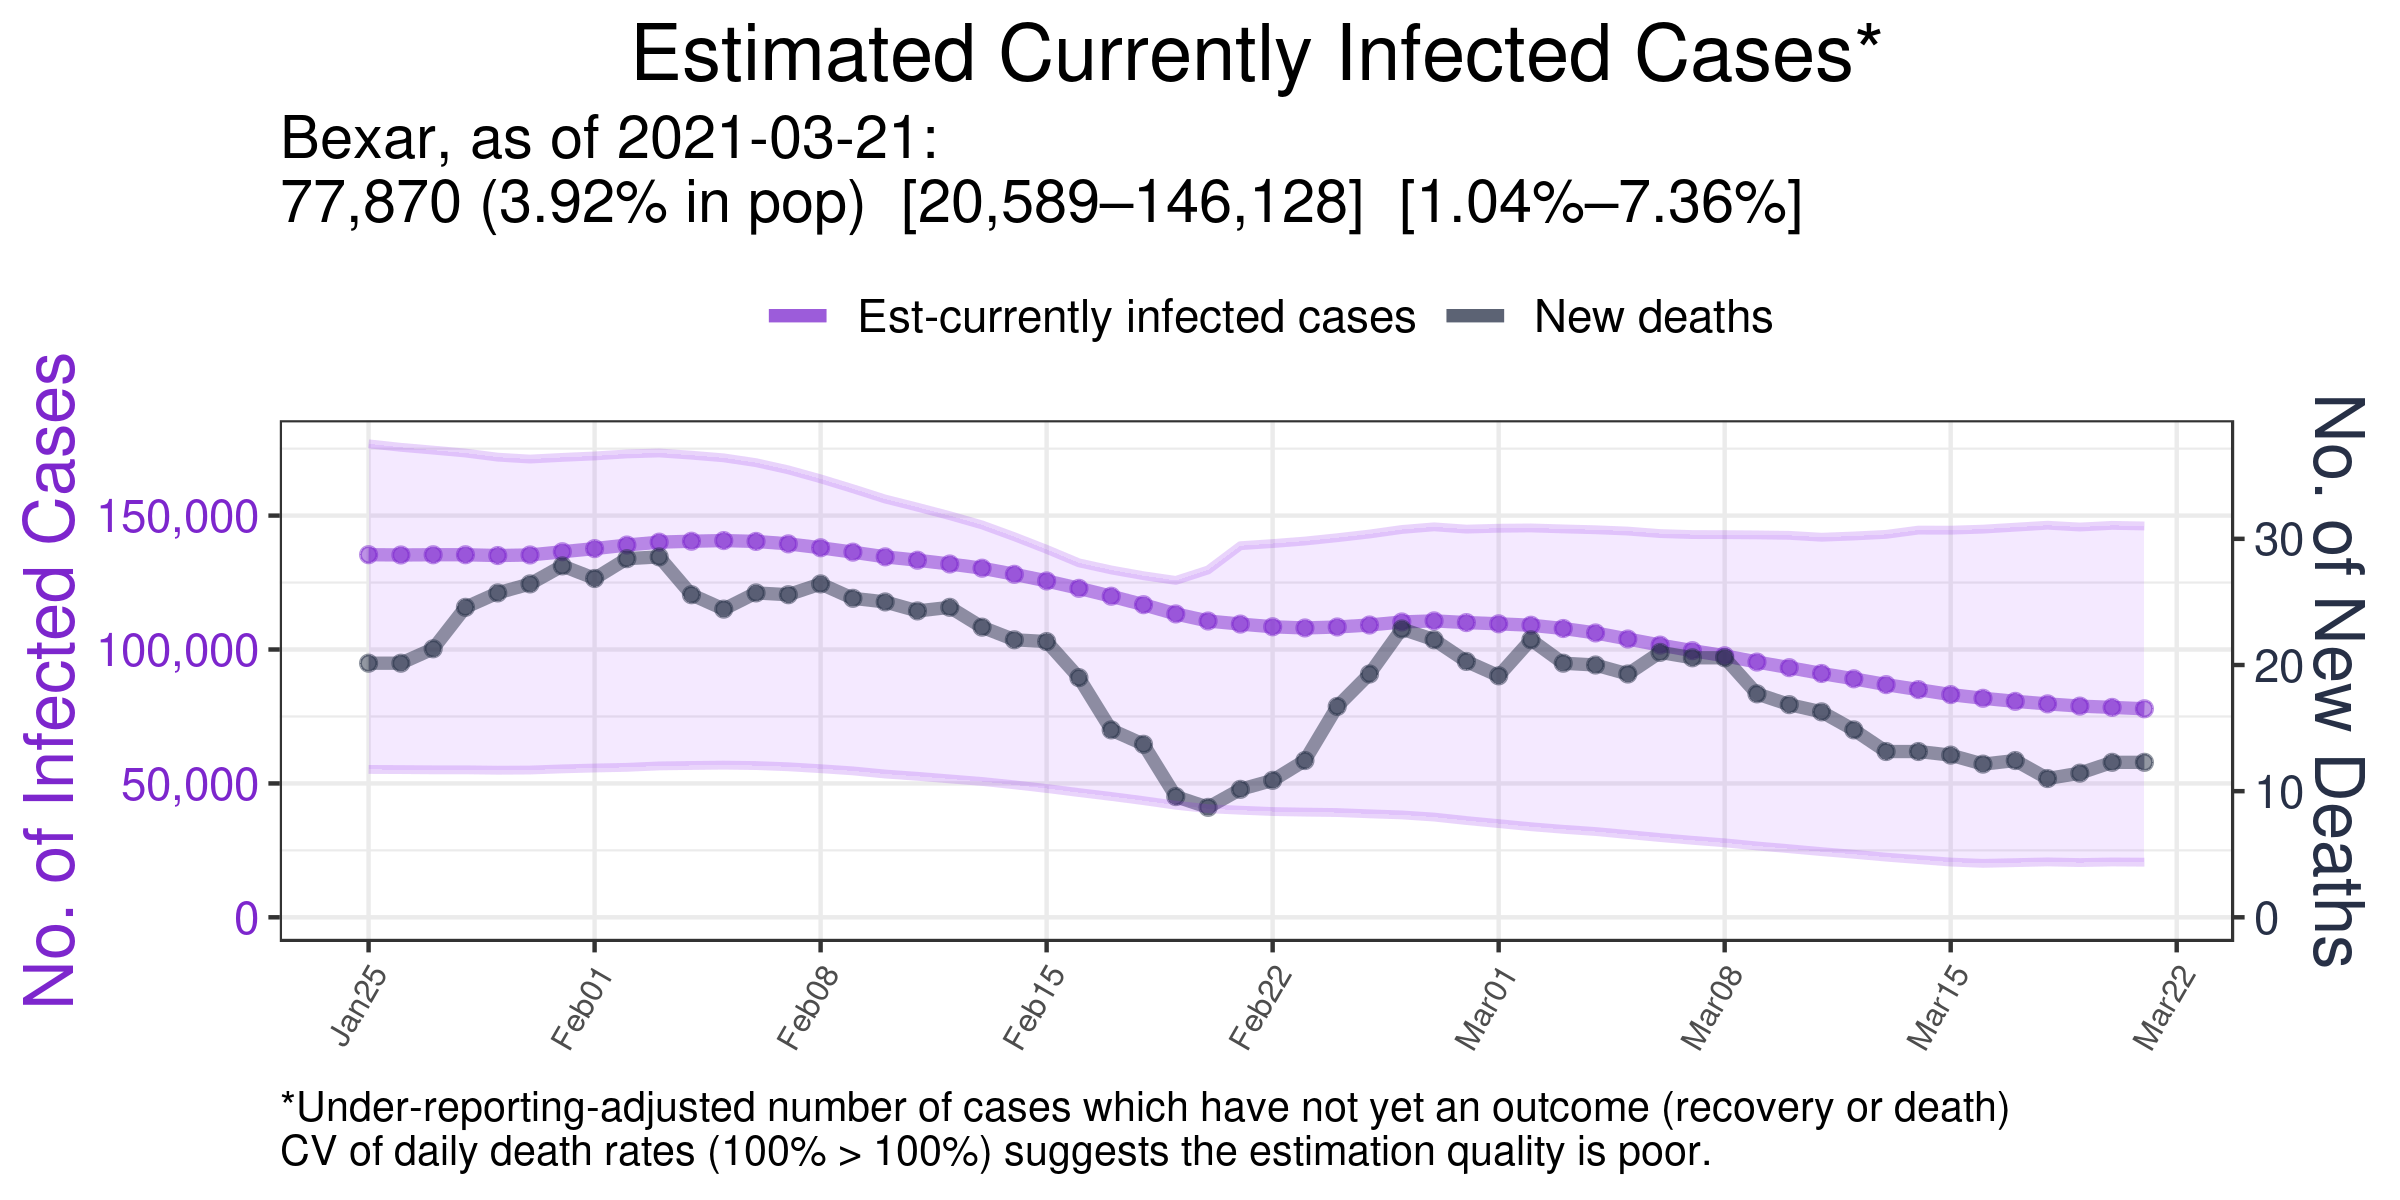 Estimated Currently Infected Cases*
Bexar, as of 2021-03-21:
77,870 (3.92% in pop)  [20,589–146,128]  [1.04%–7.36%]
Est-currently infected cases
New deaths
No. of Infected Cases
150,000
100,000
50,000
0
30
20
10
0
No. of New Deaths
Jan25
Feb01
Feb08
Feb15
Feb22
Mar01
Mar08
Mar15
Mar22
*Under-reporting-adjusted number of cases which have not yet an outcome (recovery or death)
CV of daily death rates (100% > 100%) suggests the estimation quality is poor.